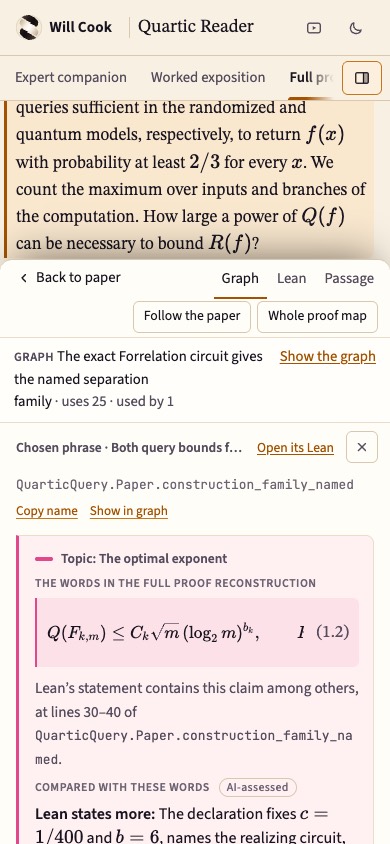 Will Cook
Quartic Reader
Expert companion
Worked exposition
Full pr
queries sufficient in the randomized and
quantum models, respectively, to return f(x)
with probability at least 2/3 for every x. We
count the maximum over inputs and branches of
the computation. How large a power of Q(f)
can be necessary to bound R(f)?
Back to paper
Graph
Lean
Passage
Follow the paper
Whole proof map
GRAPH The exact Forrelation circuit gives
the named separation
family · uses 25 · used by 1
Show the graph
Chosen phrase · Both query bounds f…
Open its Lean
QuarticQuery.Paper.construction_family_named
Copy name
Show in graph
Topic: The optimal exponent
THE WORDS IN THE FULL PROOF RECONSTRUCTION
Q(F_{k,m}) ≤ C_k √m (log_2 m)^{b_k}, (1.2)
Lean’s statement contains this claim among others,
at lines 30–40 of
QuarticQuery.Paper.construction_family_na
med.
COMPARED WITH THESE WORDS AI-assessed
Lean states more: The declaration fixes c =
1/400 and b = 6, names the realizing circuit,